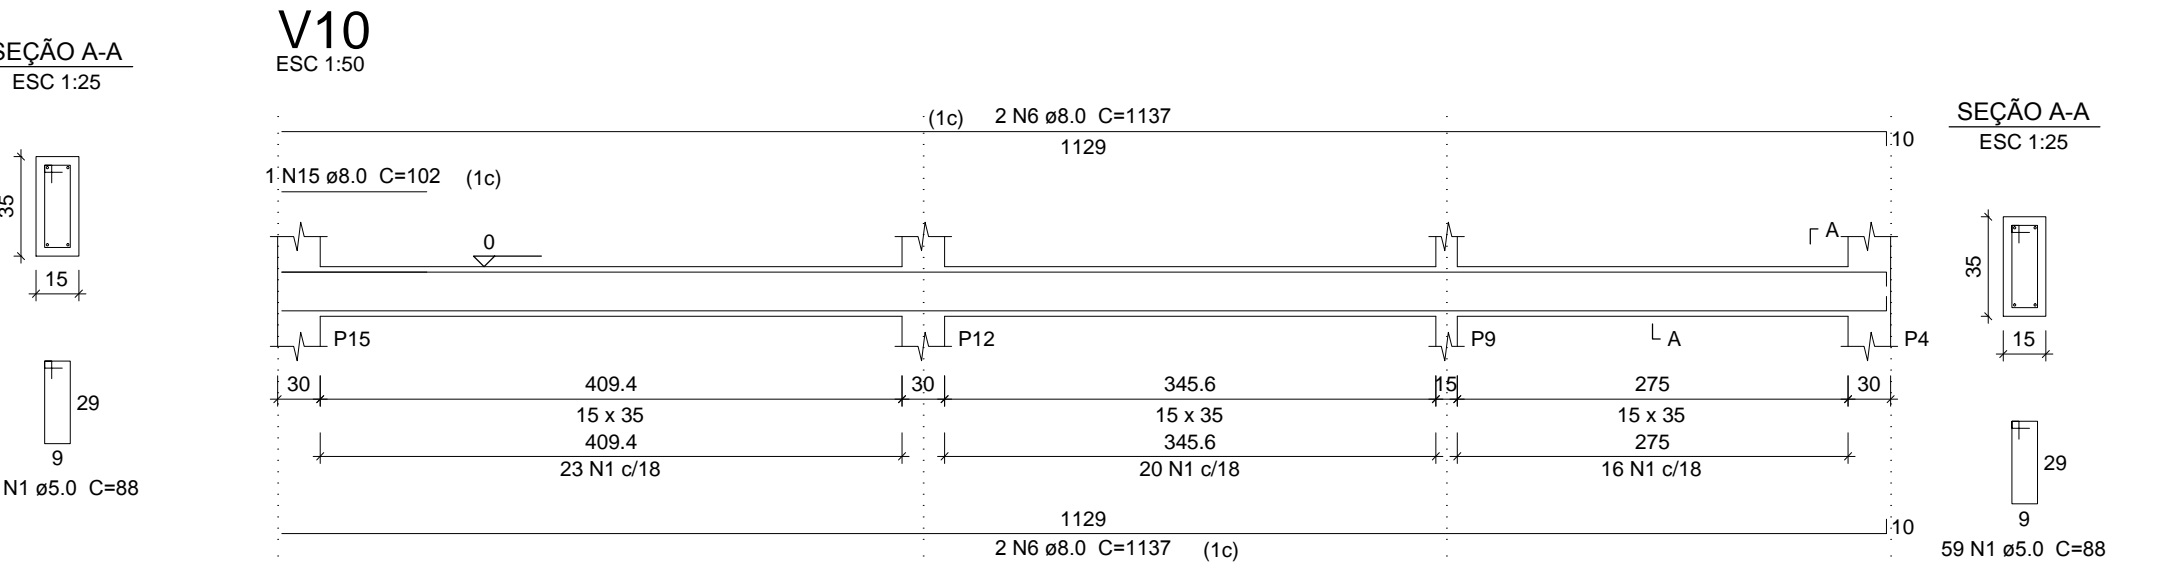 SEÇÃO A-A
ESC 1:25
35
15
29
9
N1 ø5.0 C=88
V10
ESC 1:50
(1c) 2 N6 ø8.0 C=1137
1129
10
1 N15 ø8.0 C=102 (1c)
0
A
P15
P12
P9
A
P4
30
409.4
30
345.6
15
275
30
15 x 35
15 x 35
15 x 35
409.4
345.6
275
23 N1 c/18
20 N1 c/18
16 N1 c/18
1129
10
2 N6 ø8.0 C=1137 (1c)
SEÇÃO A-A
ESC 1:25
35
15
29
9
59 N1 ø5.0 C=88